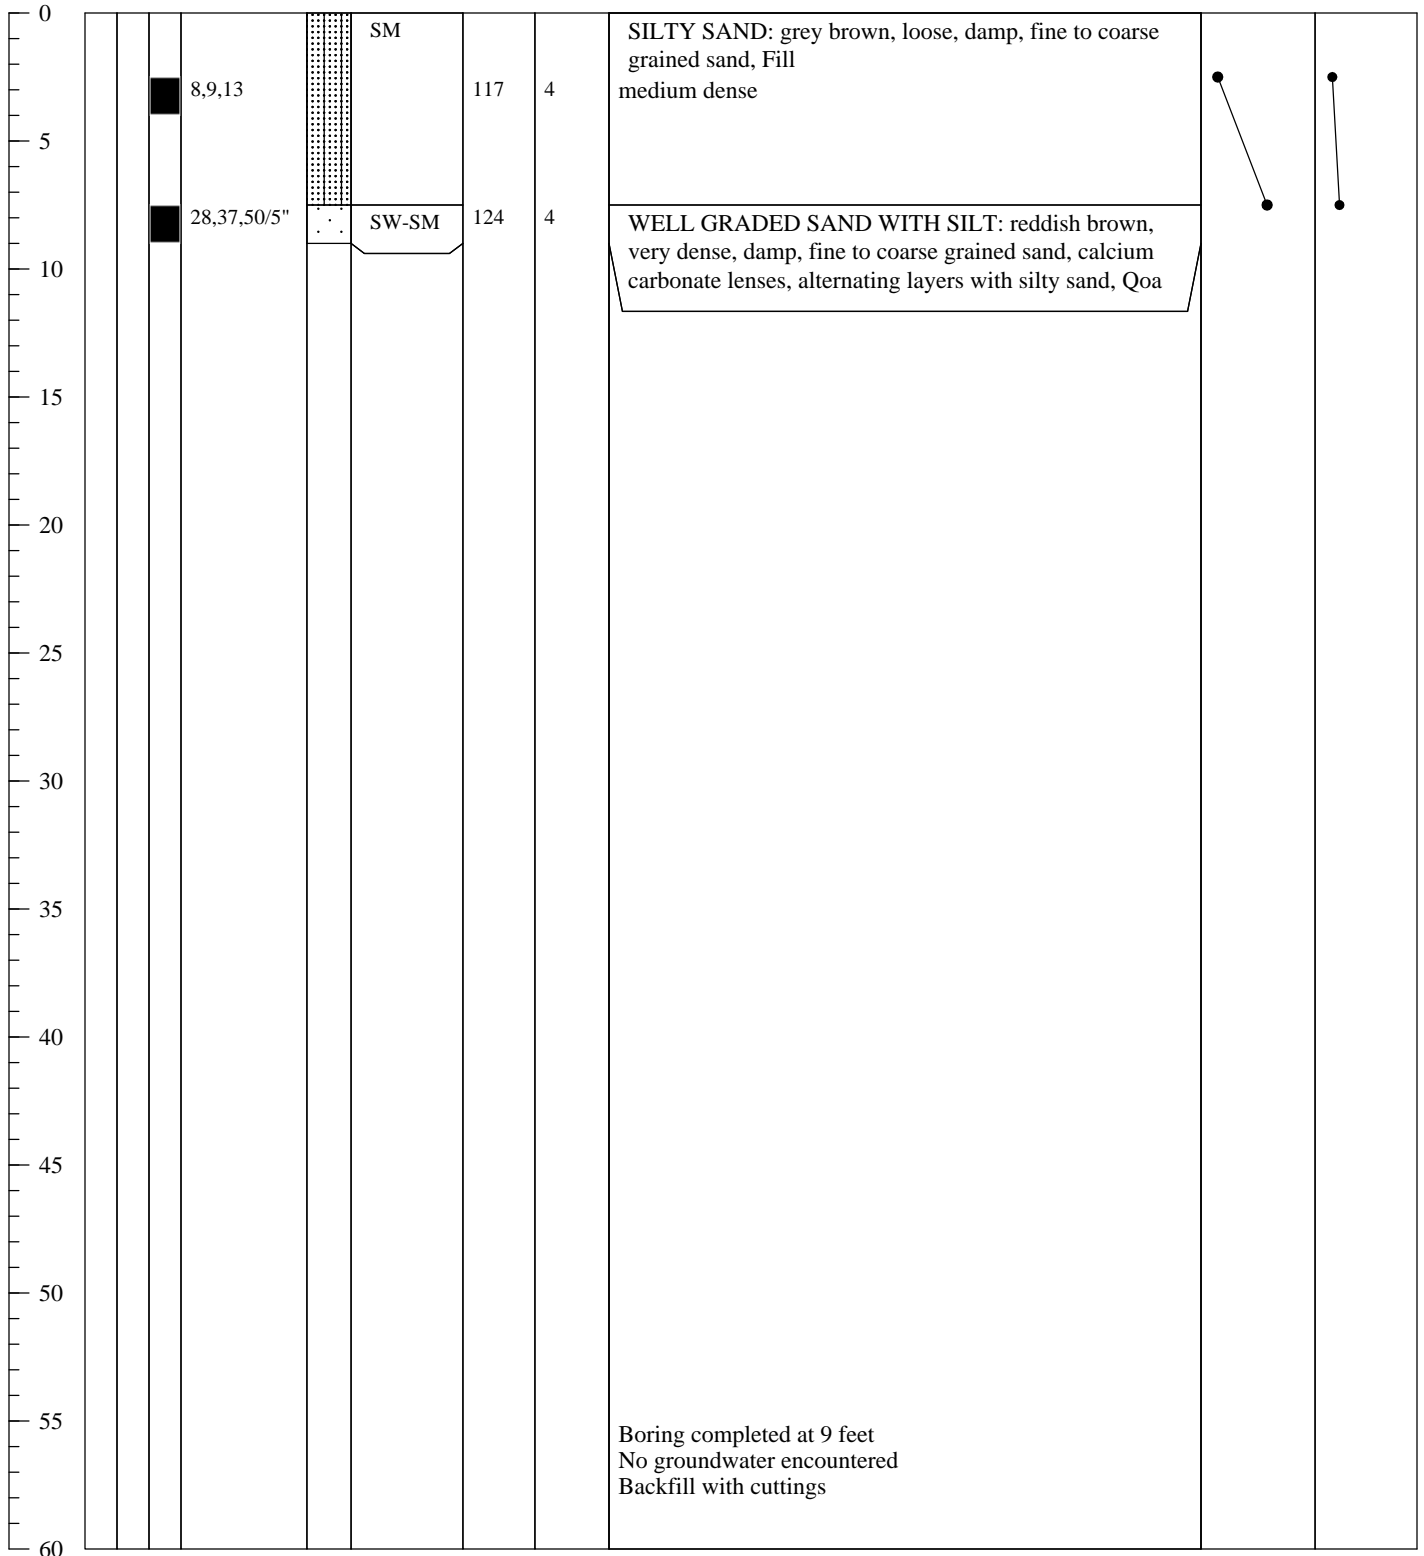 0
SM
SILTY SAND: grey brown, loose, damp, fine to coarse
grained sand, Fill
8,9,13
117
4
medium dense
5
28,37,50/5"
SW-SM
124
4
WELL GRADED SAND WITH SILT: reddish brown,
very dense, damp, fine to coarse grained sand, calcium
carbonate lenses, alternating layers with silty sand, Qoa
10
15
20
25
30
35
40
45
50
55
Boring completed at 9 feet
No groundwater encountered
Backfill with cuttings
60